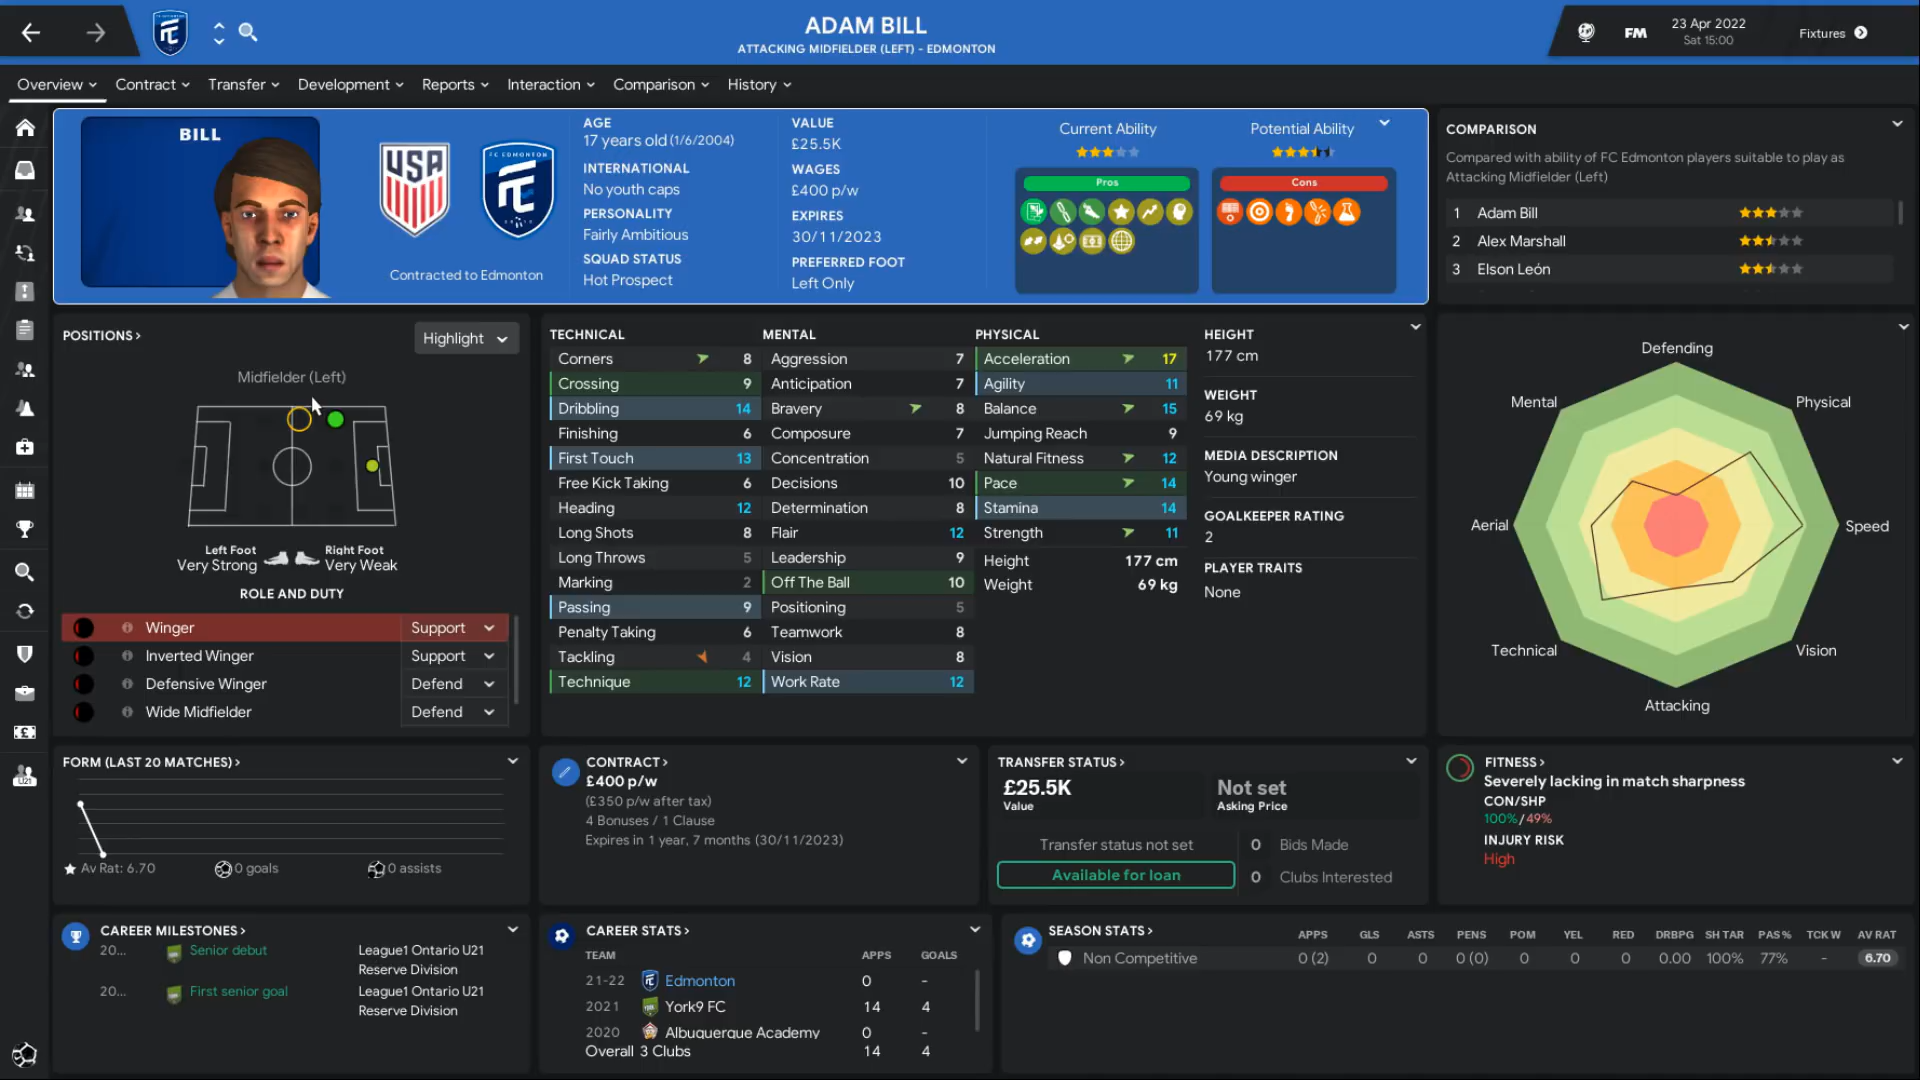 ADAM BILL
ATTACKING MIDFIELDER (LEFT) - EDMONTON
FM
23 Apr 2022
Sat 15:00
Fixtures
Overview
Contract
Transfer
Development
Reports
Interaction
Comparison
History
BILL
USA
FC EDMONTON
Contracted to Edmonton
AGE
17 years old (1/6/2004)
INTERNATIONAL
No youth caps
PERSONALITY
Fairly Ambitious
SQUAD STATUS
Hot Prospect
VALUE
£25.5K
WAGES
£400 p/w
EXPIRES
30/11/2023
PREFERRED FOOT
Left Only
Current Ability
Pros
Potential Ability
Cons
COMPARISON
Compared with ability of FC Edmonton players suitable to play as
Attacking Midfielder (Left)
1 Adam Bill
2 Alex Marshall
3 Elson León
POSITIONS >
Highlight
Midfielder (Left)
Left Foot
Very Strong
Right Foot
Very Weak
ROLE AND DUTY
Winger Support
Inverted Winger Support
Defensive Winger Defend
Wide Midfielder Defend
TECHNICAL
Corners 8
Crossing 9
Dribbling 14
Finishing 6
First Touch 13
Free Kick Taking 6
Heading 12
Long Shots 8
Long Throws 5
Marking 2
Passing 9
Penalty Taking 6
Tackling 4
Technique 12
MENTAL
Aggression 7
Anticipation 7
Bravery 8
Composure 7
Concentration 5
Decisions 10
Determination 8
Flair 12
Leadership 9
Off The Ball 10
Positioning 5
Teamwork 8
Vision 8
Work Rate 12
PHYSICAL
Acceleration 17
Agility 11
Balance 15
Jumping Reach 9
Natural Fitness 12
Pace 14
Stamina 14
Strength 11
Height 177 cm
Weight 69 kg
HEIGHT
177 cm
WEIGHT
69 kg
MEDIA DESCRIPTION
Young winger
GOALKEEPER RATING
2
PLAYER TRAITS
None
Defending
Physical
Speed
Vision
Attacking
Technical
Aerial
Mental
FORM (LAST 20 MATCHES) >
Av Rat: 6.70
0 goals
0 assists
CONTRACT >
£400 p/w
(£350 p/w after tax)
4 Bonuses / 1 Clause
Expires in 1 year, 7 months (30/11/2023)
TRANSFER STATUS >
£25.5K
Value
Not set
Asking Price
Transfer status not set
Available for loan
0 Bids Made
0 Clubs Interested
FITNESS >
Severely lacking in match sharpness
CON/SHP
100% / 49%
INJURY RISK
High
U21
CAREER MILESTONES >
20... Senior debut League1 Ontario U21
Reserve Division
20... First senior goal League1 Ontario U21
Reserve Division
CAREER STATS >
TEAM APPS GOALS
21-22 Edmonton 0 -
2021 York9 FC 14 4
2020 Albuquerque Academy 0 -
Overall 3 Clubs 14 4
SEASON STATS >
APPS GLS ASTS PENS POM YEL RED DRBPG SH TAR PAS% TCK W AV RAT
Non Competitive 0 (2) 0 0 0 (0) 0 0 0 0.00 100% 77% - 6.70